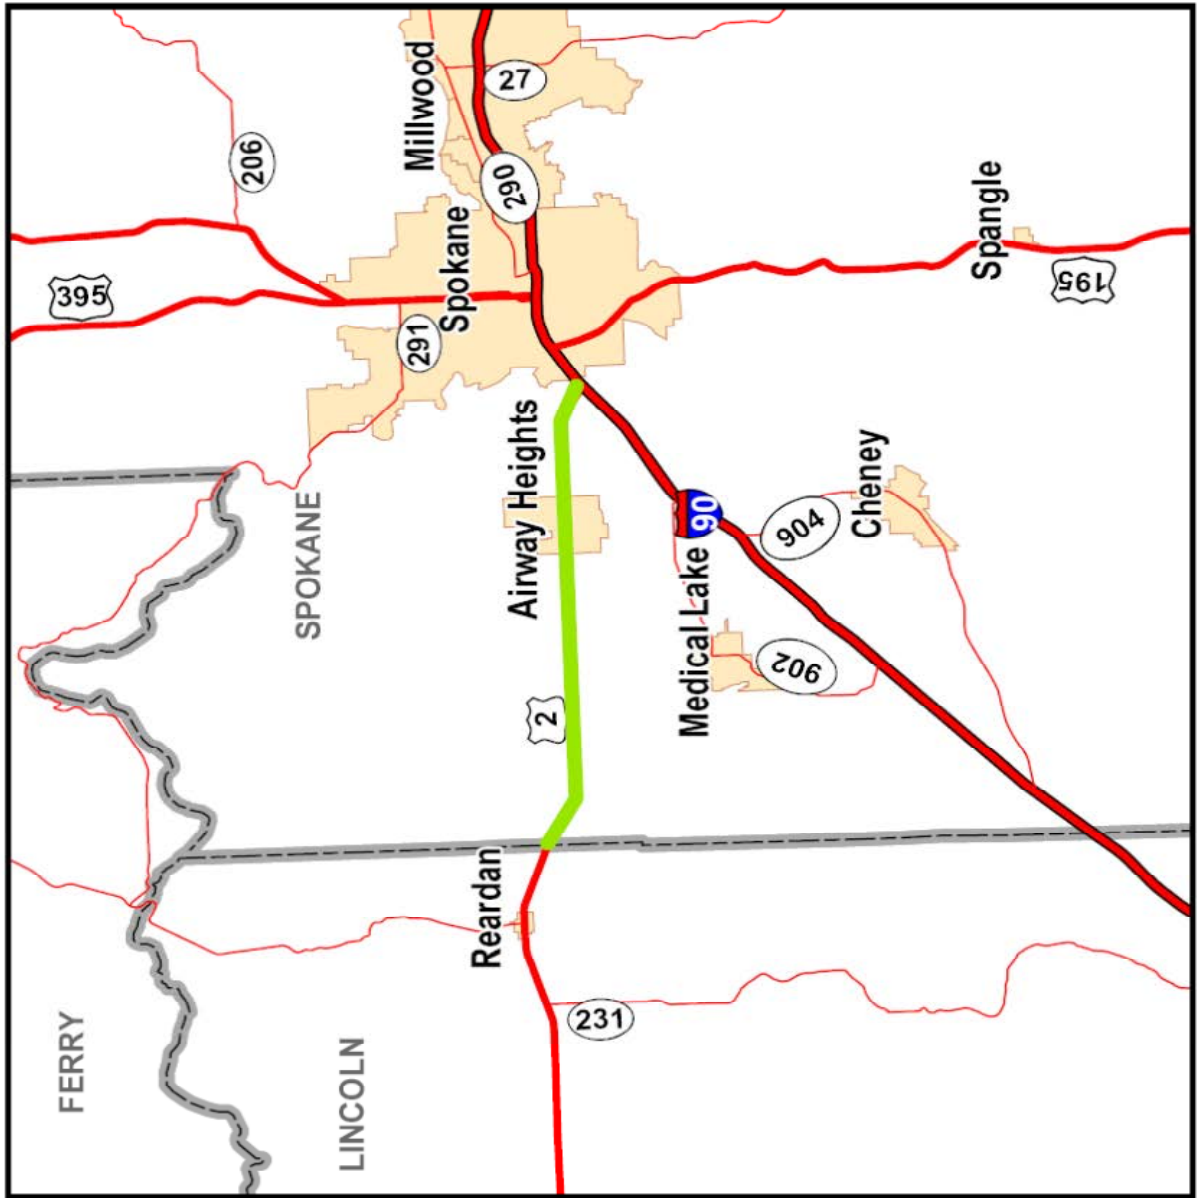 Millwood
27
206
290
Spangle
Spokane
395
195
291
Airway Heights
Cheney
SPOKANE
90
904
Medical Lake
902
2
Reardan
231
FERRY
LINCOLN